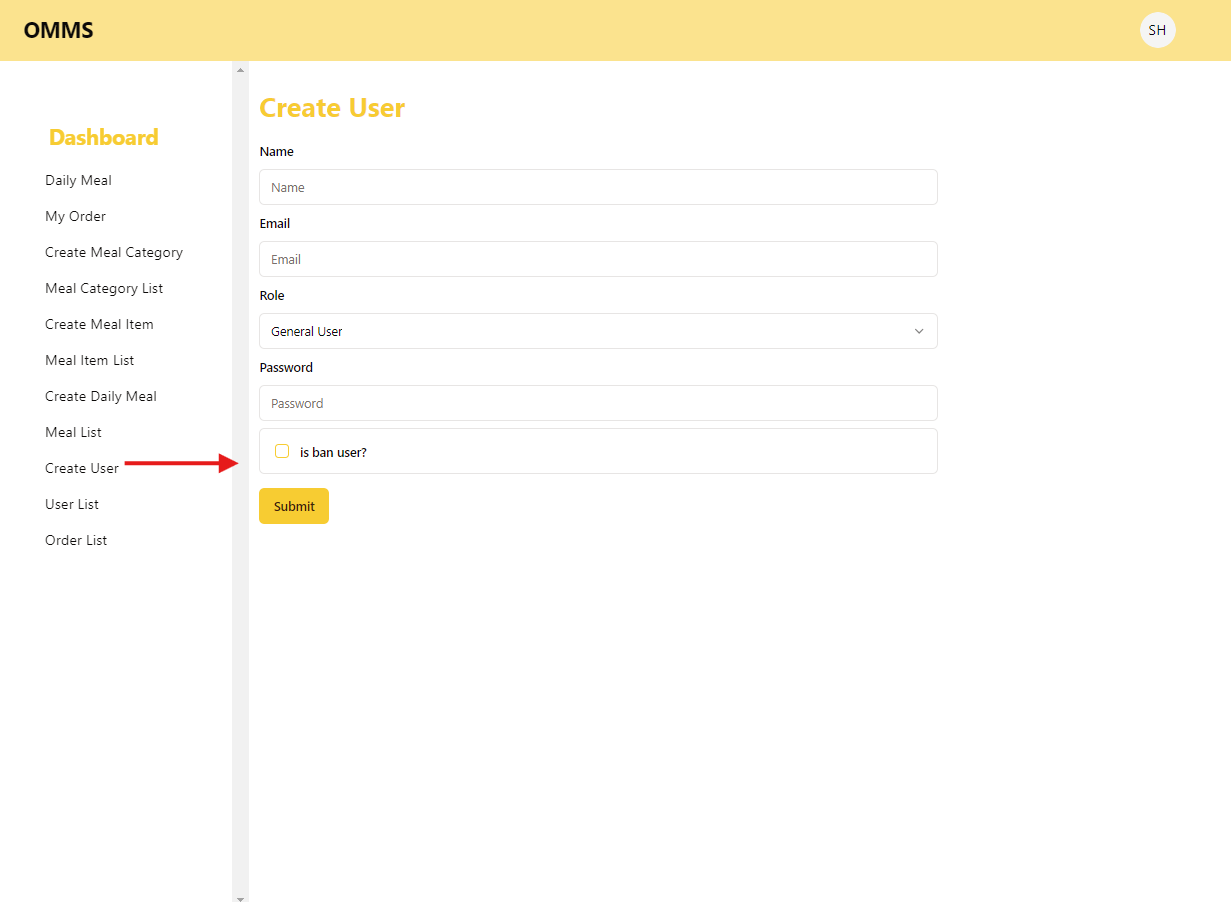 OMMS
SH
Dashboard
Daily Meal
My Order
Create Meal Category
Meal Category List
Create Meal Item
Meal Item List
Create Daily Meal
Meal List
Create User
User List
Order List
Create User
Name
Name
Email
Email
Role
General User
Password
Password
is ban user?
Submit